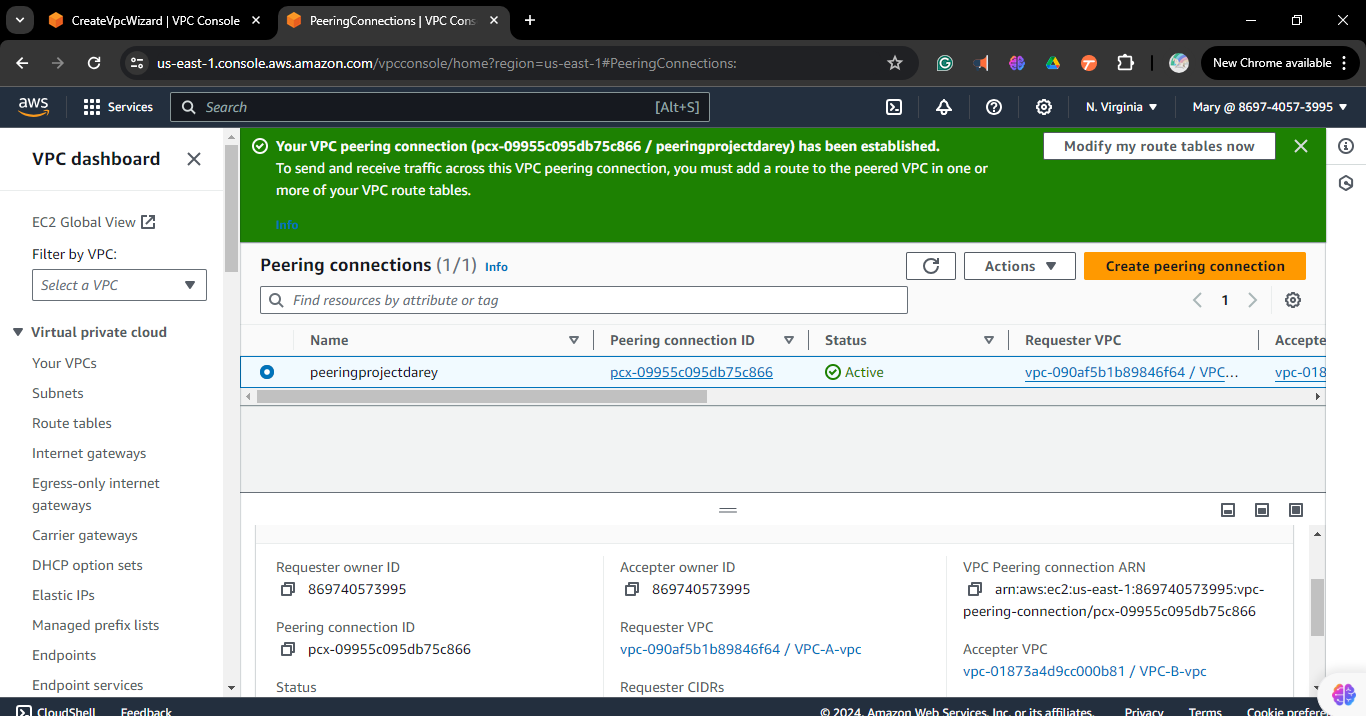 CreateVpcWizard | VPC Console
PeeringConnections | VPC Cons
us-east-1.console.aws.amazon.com/vpcconsole/home?region=us-east-1#PeeringConnections:
New Chrome available
aws
Services
Search
[Alt+S]
N. Virginia
Mary @ 8697-4057-3995
VPC dashboard
EC2 Global View
Filter by VPC:
Select a VPC
Virtual private cloud
Your VPCs
Subnets
Route tables
Internet gateways
Egress-only internet
gateways
Carrier gateways
DHCP option sets
Elastic IPs
Managed prefix lists
Endpoints
Endpoint services
Your VPC peering connection (pcx-09955c095db75c866 / peeringprojectdarey) has been established.
To send and receive traffic across this VPC peering connection, you must add a route to the peered VPC in one or
more of your VPC route tables.
Info
Modify my route tables now
Peering connections (1/1) Info
Actions
Create peering connection
Find resources by attribute or tag
1
Name
Peering connection ID
Status
Requester VPC
Accepte
peeringprojectdarey
pcx-09955c095db75c866
Active
vpc-090af5b1b89846f64 / VPC…
vpc-018
Requester owner ID
869740573995
Peering connection ID
pcx-09955c095db75c866
Status
Accepter owner ID
869740573995
Requester VPC
vpc-090af5b1b89846f64 / VPC-A-vpc
Requester CIDRs
VPC Peering connection ARN
arn:aws:ec2:us-east-1:869740573995:vpc-
peering-connection/pcx-09955c095db75c866
Accepter VPC
vpc-01873a4d9cc000b81 / VPC-B-vpc
CloudShell
Feedback
© 2024, Amazon Web Services, Inc. or its affiliates.
Privacy
Terms
Cookie prefere